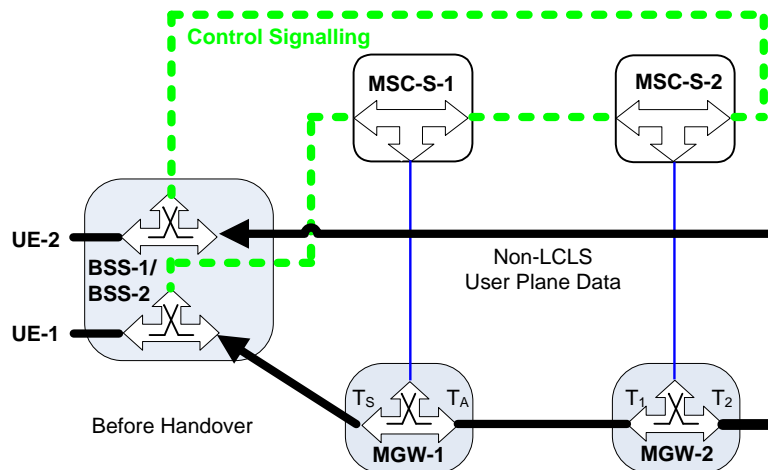 Control Signalling
MSC-S-1
MSC-S-2
UE-2
BSS-1/
BSS-2
Non-LCLS
User Plane Data
UE-1
Before Handover
TS
TA
T1
T2
MGW-1
MGW-2